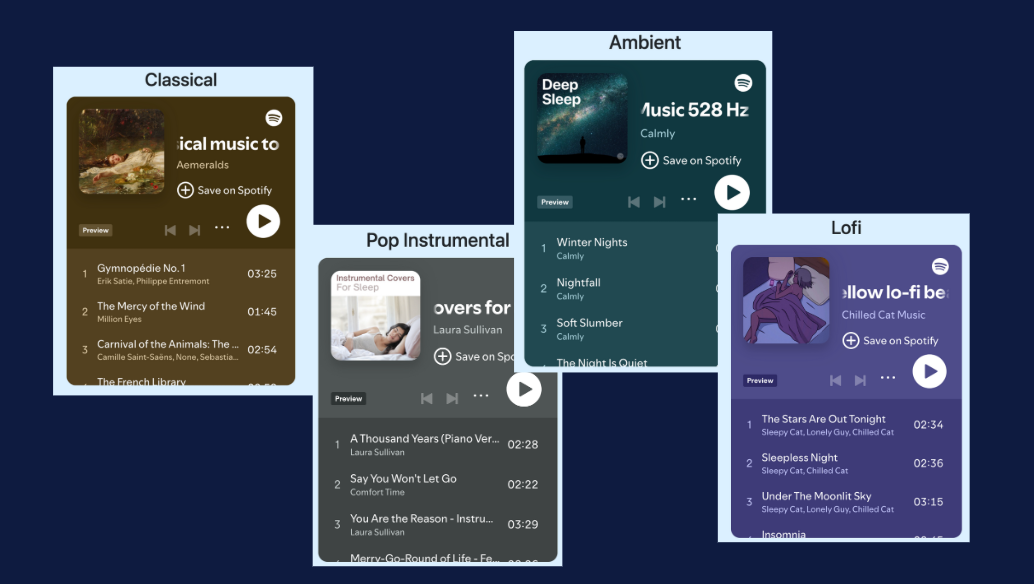 Classical
ical music to
Aemeralds
Save on Spotify
Preview
1 Gymnopédie No. 1 03:25
Erik Satie, Philippe Entremont
2 The Mercy of the Wind 01:45
Million Eyes
3 Carnival of the Animals: The ... 02:54
Camille Saint-Saëns, None, Sebastia...
The French Library
Pop Instrumental
Instrumental Covers
For Sleep
overs for
Laura Sullivan
Save on Spo
Preview
1 A Thousand Years (Piano Ver... 02:28
Laura Sullivan
2 Say You Won't Let Go 02:22
Comfort Time
3 You Are the Reason - Instru... 03:29
Laura Sullivan
Merry-Go-Round of Life - Fe...
Ambient
Deep
Sleep
Music 528 Hz
Calmly
Save on Spotify
Preview
1 Winter Nights
Calmly
2 Nightfall
Calmly
3 Soft Slumber
Calmly
The Night Is Quiet
Lofi
ellow lo-fi be
Chilled Cat Music
Save on Spotify
Preview
1 The Stars Are Out Tonight 02:34
Sleepy Cat, Lonely Guy, Chilled Cat
2 Sleepless Night 02:36
Sleepy Cat, Chilled Cat
3 Under The Moonlit Sky 03:15
Sleepy Cat, Lonely Guy, Chilled Cat
Insomnia